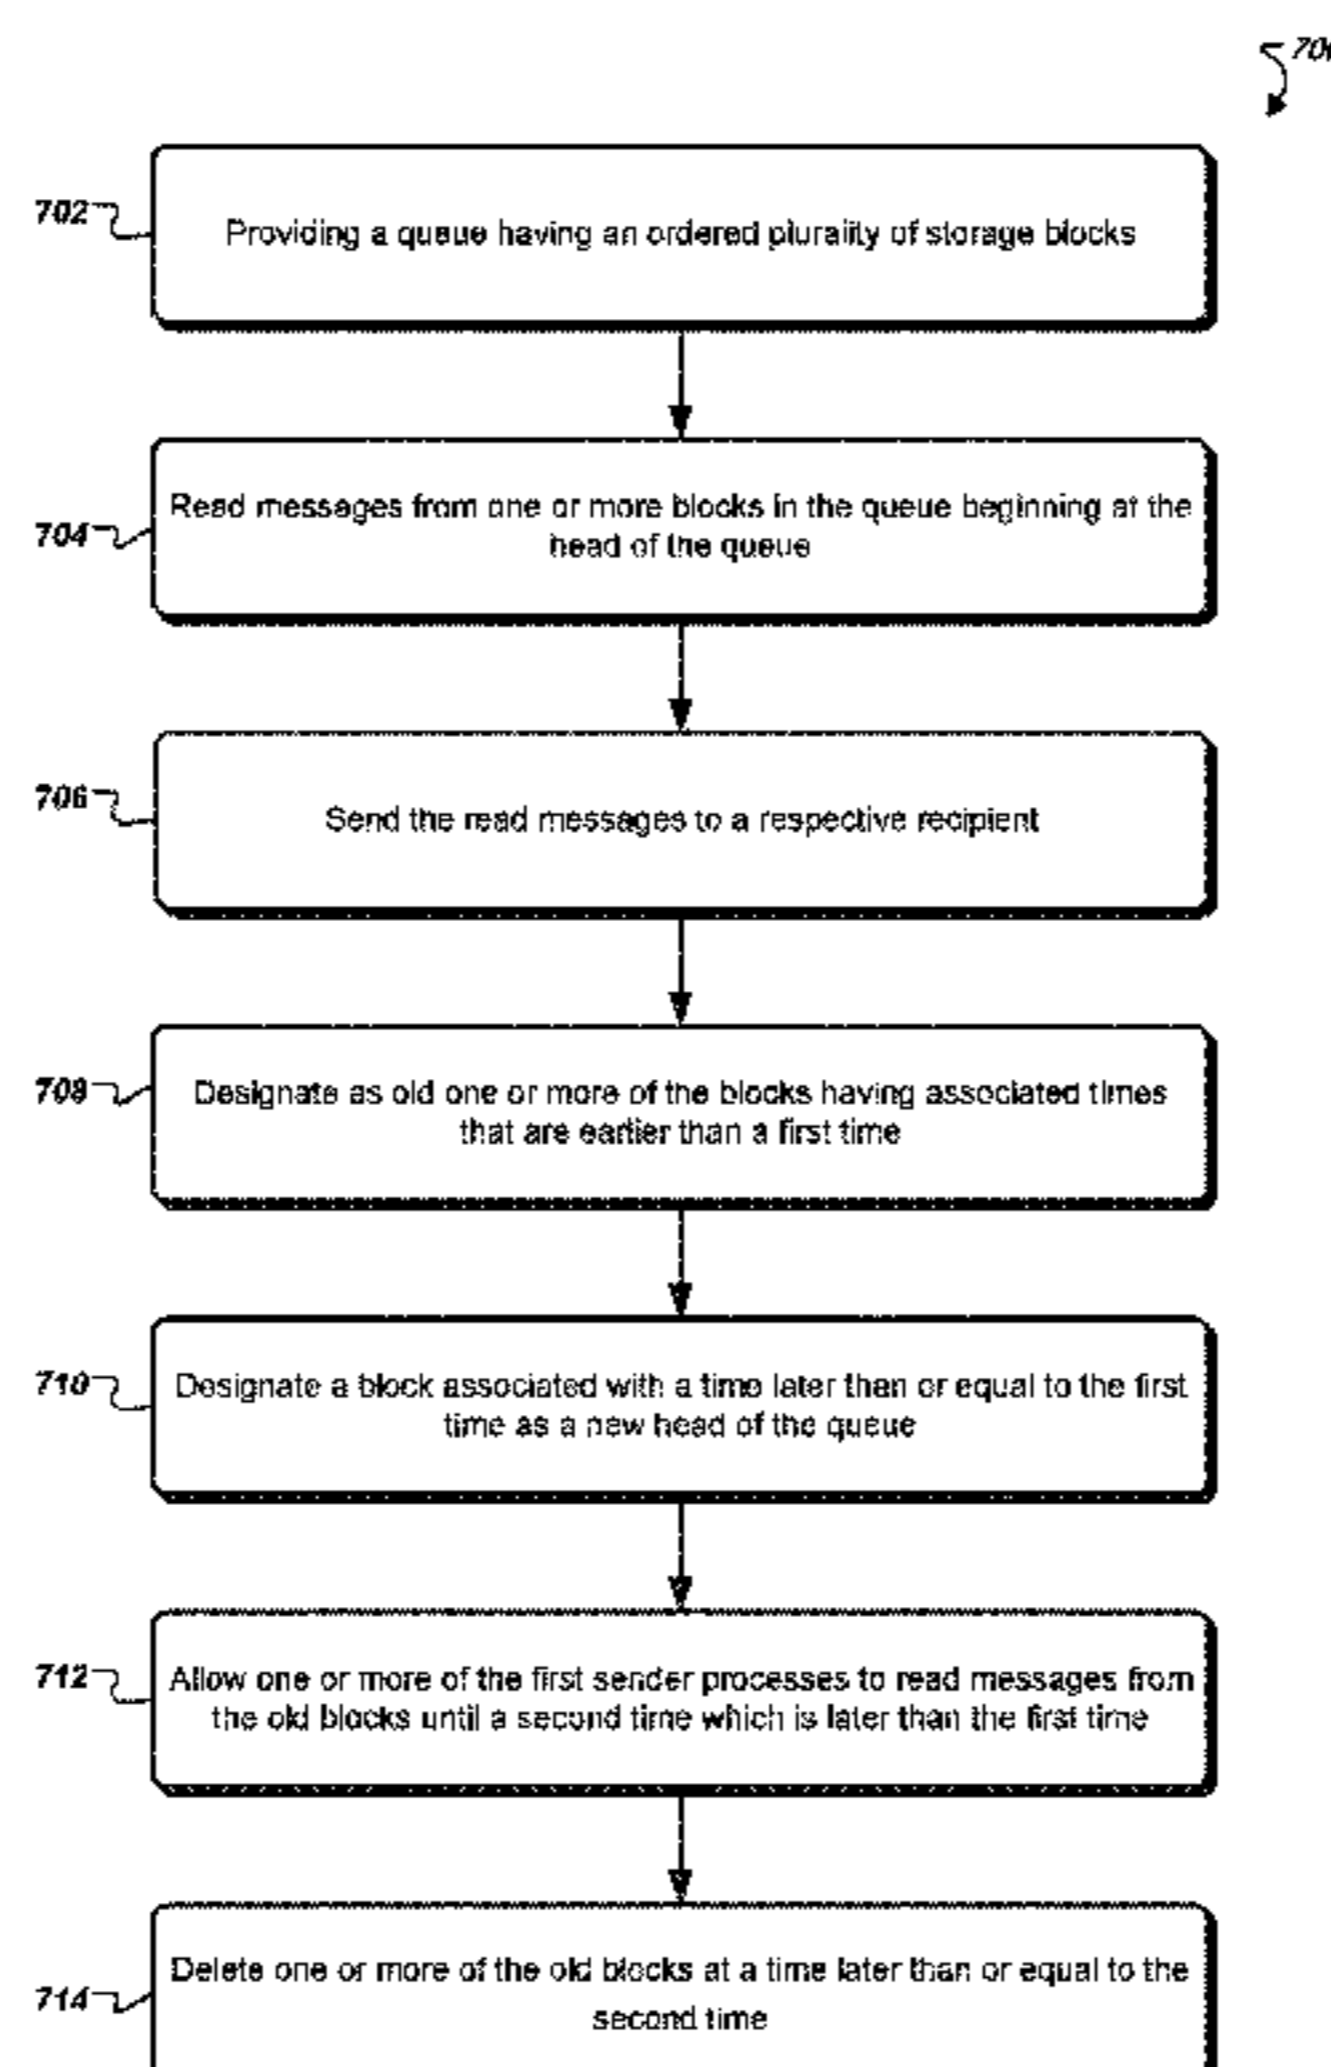 702
Providing a queue having an ordered plurality of storage blocks
704
Read messages from one or more blocks in the queue beginning at the
head of the queue
706
Send the read messages to a respective recipient
708
Designate as old one or more of the blocks having associated times
that are earlier than a first time
710
Designate a block associated with a time later than or equal to the first
time as a new head of the queue
712
Allow one or more of the first sender processes to read messages from
the old blocks until a second time which is later than the first time
714
Delete one or more of the old blocks at a time later than or equal to the
second time